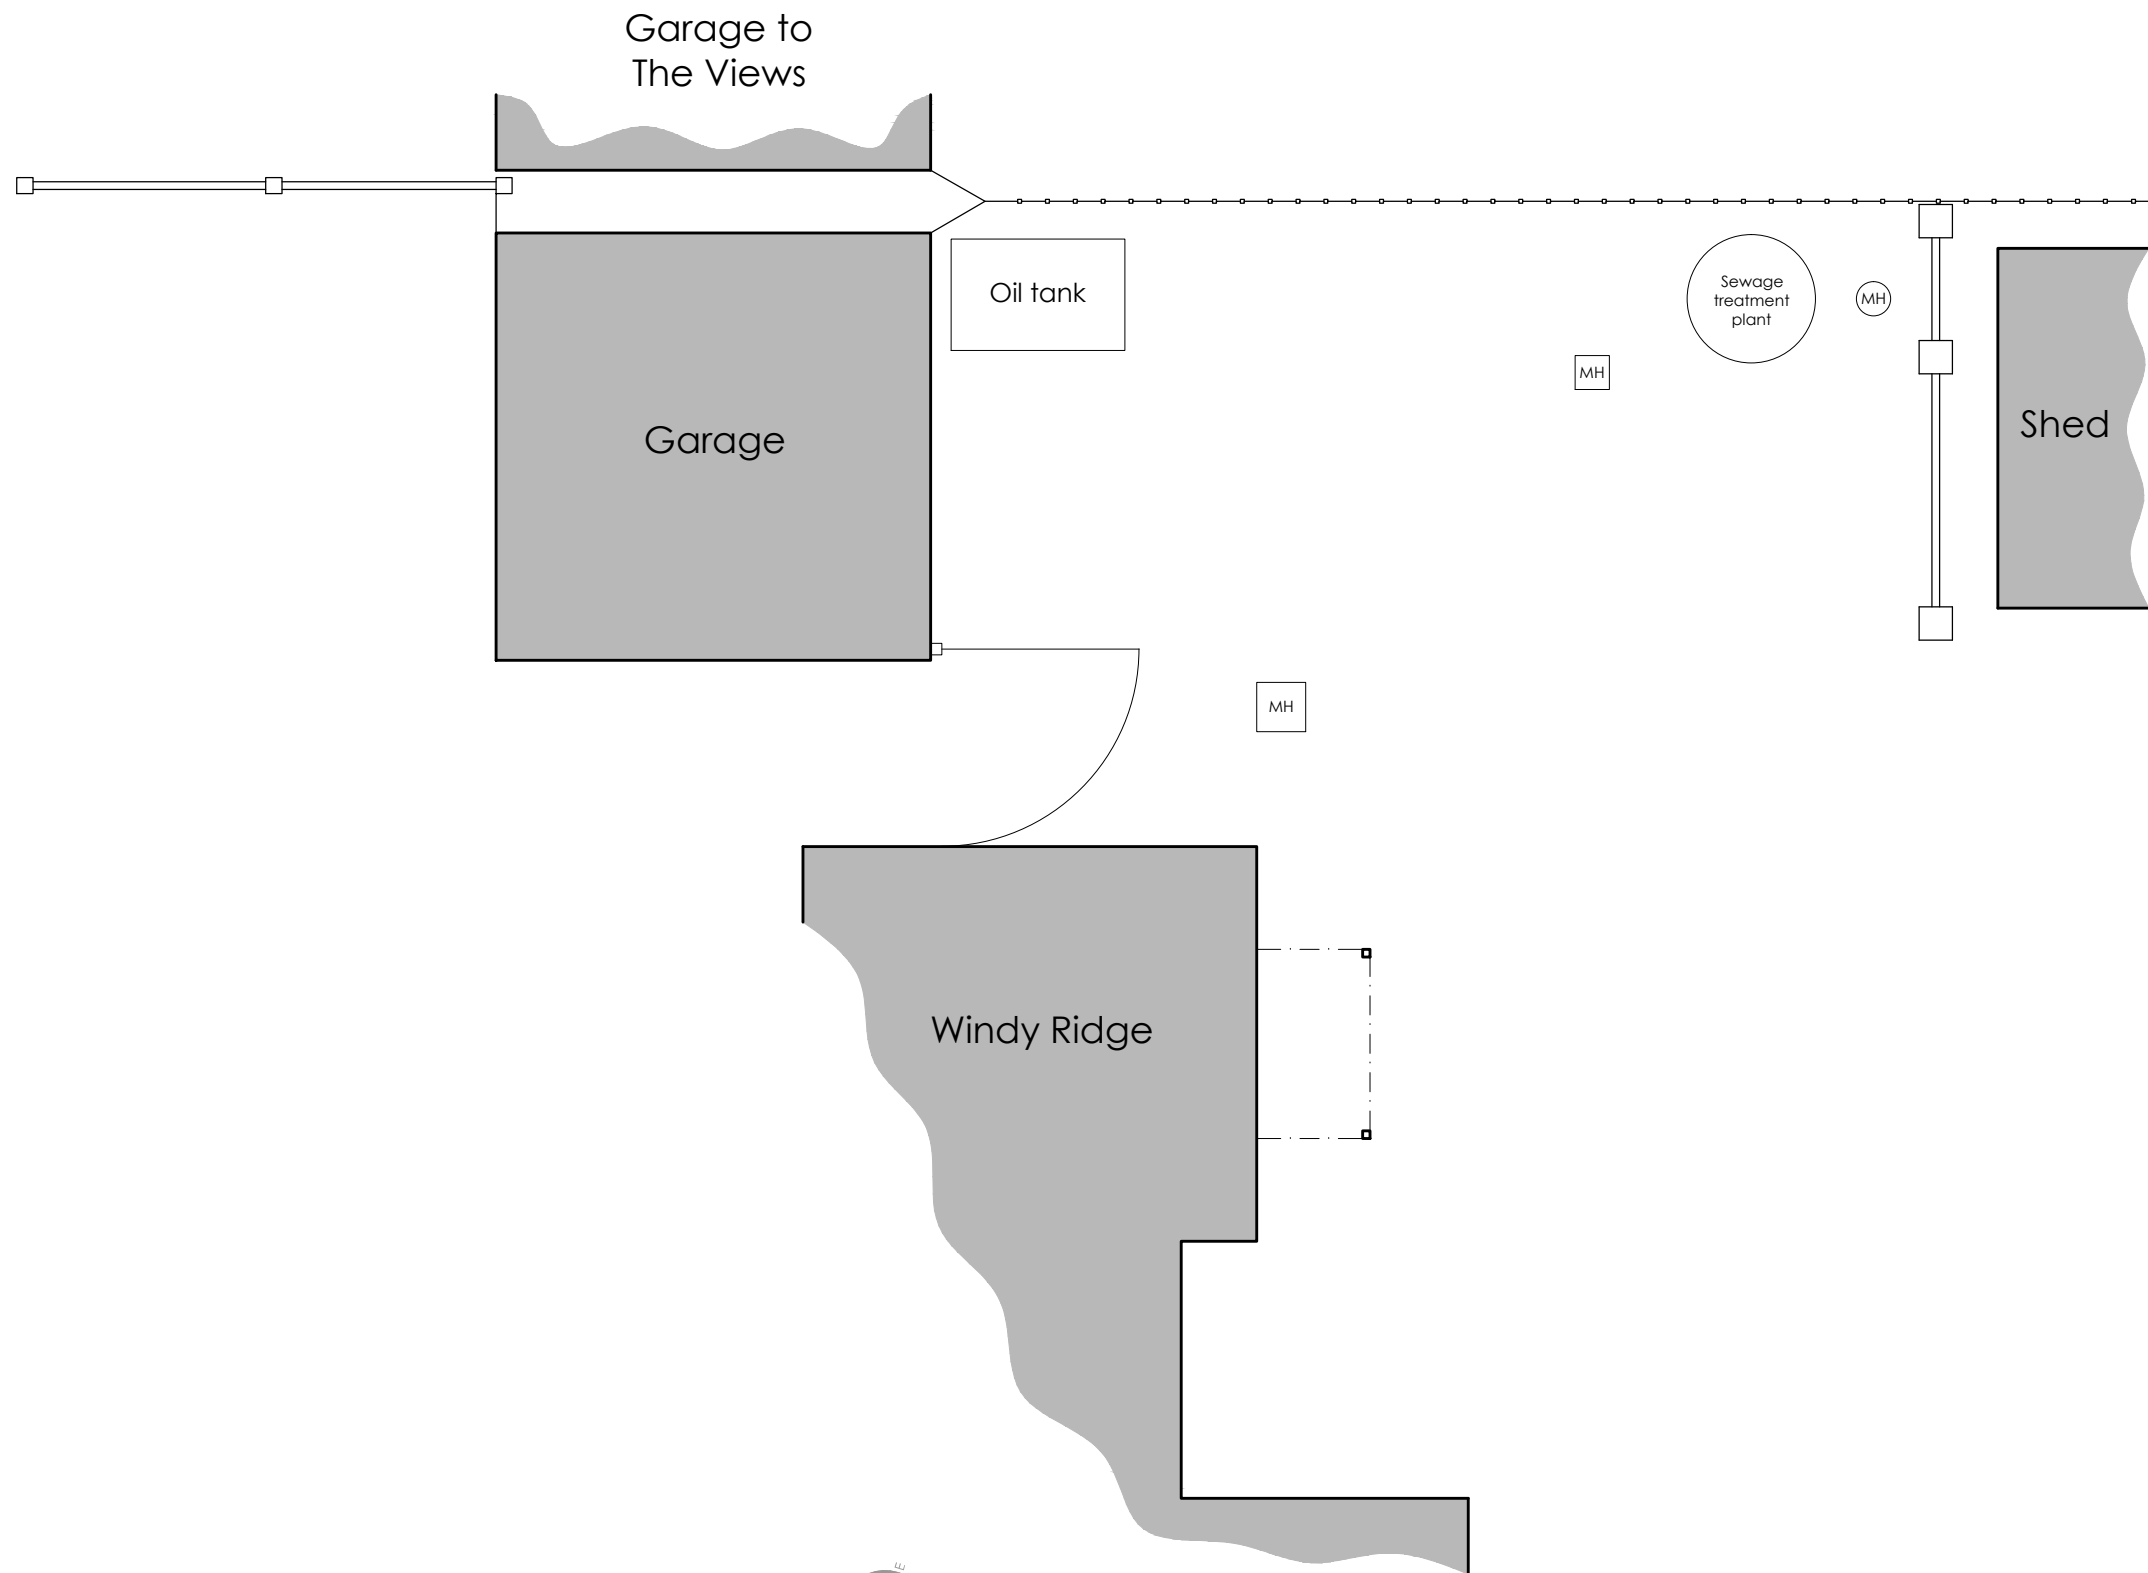 Garage to
The Views
Oil tank
Sewage
treatment
plant
MH
MH
Garage
Shed
MH
Windy Ridge
E